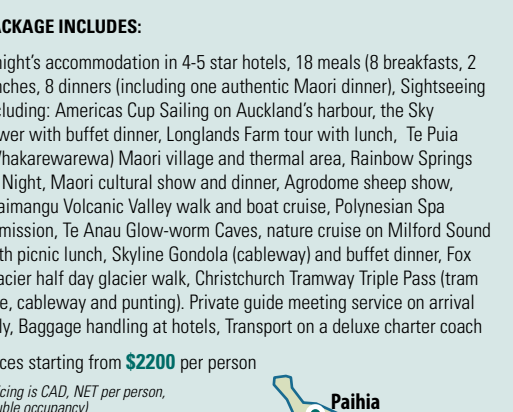 ACKAGE INCLUDES:
night's accommodation in 4-5 star hotels, 18 meals (8 breakfasts, 2
nches, 8 dinners (including one authentic Maori dinner), Sightseeing
cluding: Americas Cup Sailing on Auckland's harbour, the Sky
wer with buffet dinner, Longlands Farm tour with lunch, Te Puia
Whakarewarewa) Maori village and thermal area, Rainbow Springs
Night, Maori cultural show and dinner, Agrodome sheep show,
aimangu Volcanic Valley walk and boat cruise, Polynesian Spa
mission, Te Anau Glow-worm Caves, nature cruise on Milford Sound
th picnic lunch, Skyline Gondola (cableway) and buffet dinner, Fox
acier half day glacier walk, Christchurch Tramway Triple Pass (tram
e, cableway and punting). Private guide meeting service on arrival
ly, Baggage handling at hotels, Transport on a deluxe charter coach
ces starting from $2200 per person
icing is CAD, NET per person,
uble occupancy)
Paihia